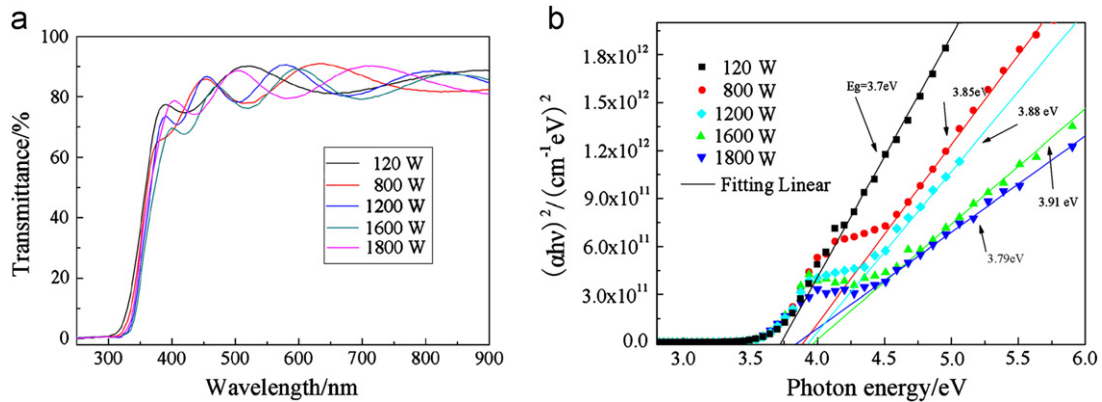 a
100
80
60
40
20
0
Transmittance/%
120 W
800 W
1200 W
1600 W
1800 W
300 400 500 600 700 800 900
Wavelength/nm
b
1.8x10¹²
1.5x10¹²
1.2x10¹²
9.0x10¹¹
6.0x10¹¹
3.0x10¹¹
0.0
(αhν)²/(cm⁻¹eV)²
120 W
800 W
1200 W
1600 W
1800 W
Fitting Linear
Eg=3.7eV
3.85eV
3.88 eV
3.91 eV
3.79eV
3.0 3.5 4.0 4.5 5.0 5.5 6.0
Photon energy/eV